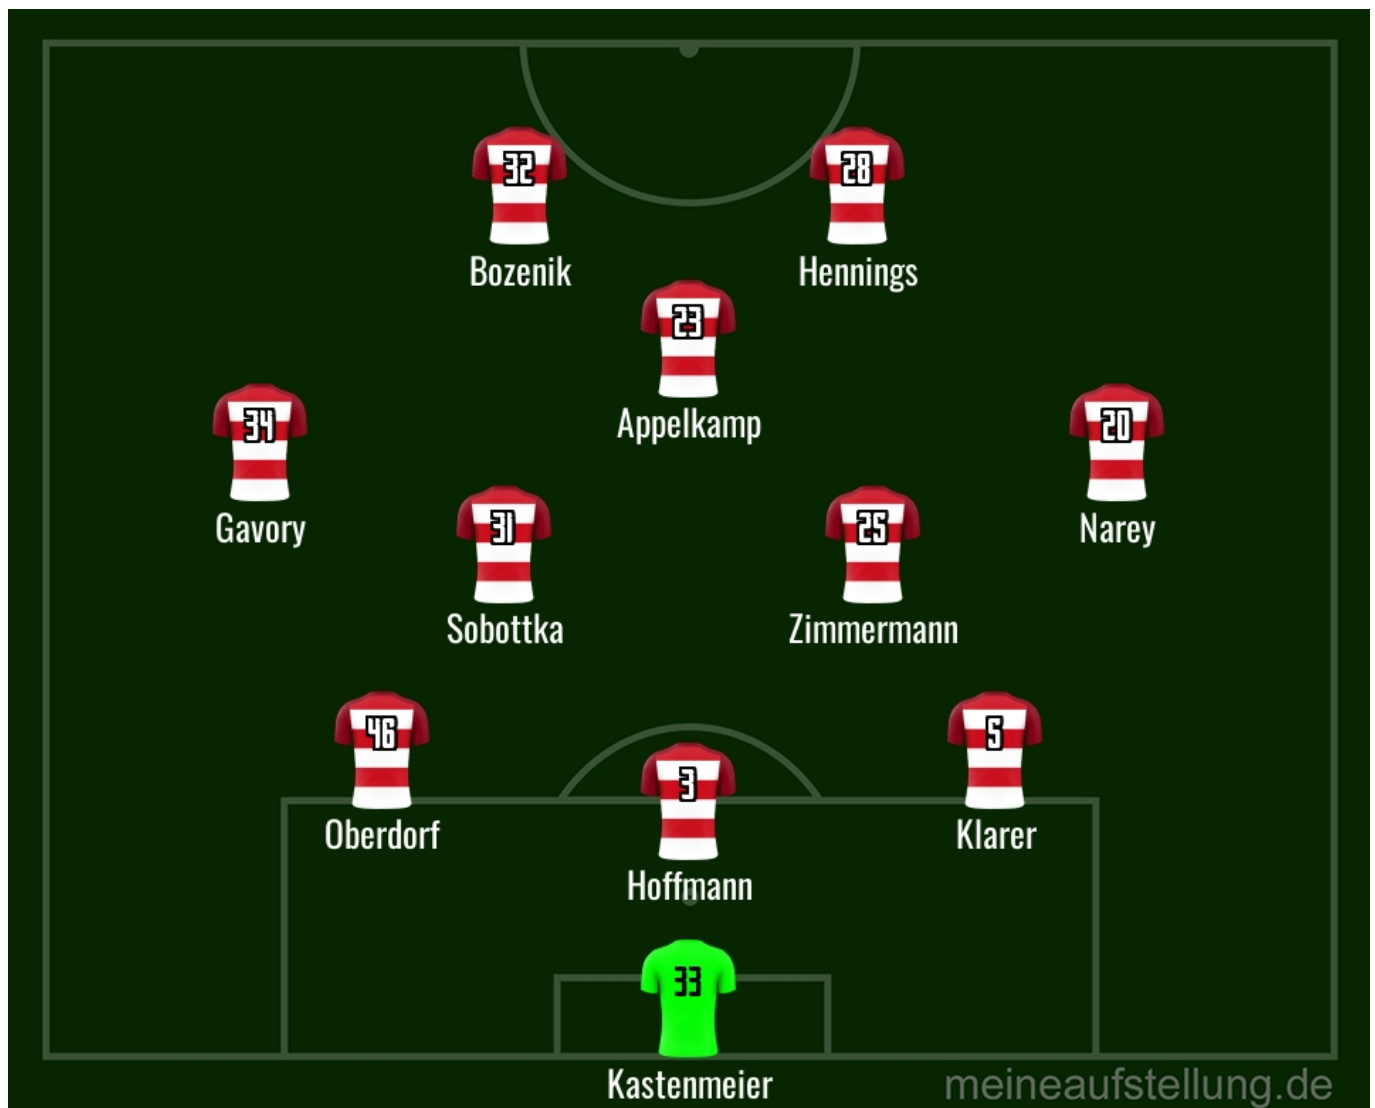 32
Bozenik
28
Hennings
23
Appelkamp
34
Gavory
20
Narey
31
Sobottka
25
Zimmermann
46
Oberdorf
5
Klarer
3
Hoffmann
33
Kastenmeier
meineaufstellung.de